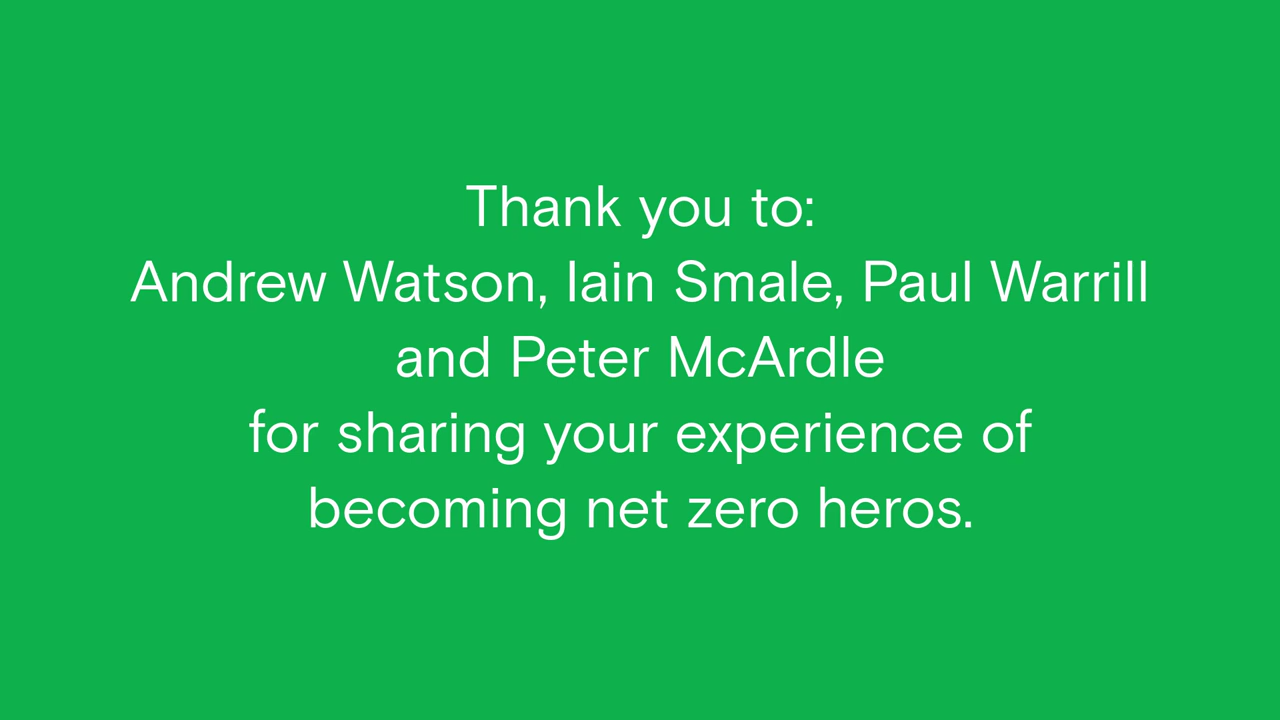 Thank you to:
Andrew Watson, Iain Smale, Paul Warrill
and Peter McArdle
for sharing your experience of
becoming net zero heros.